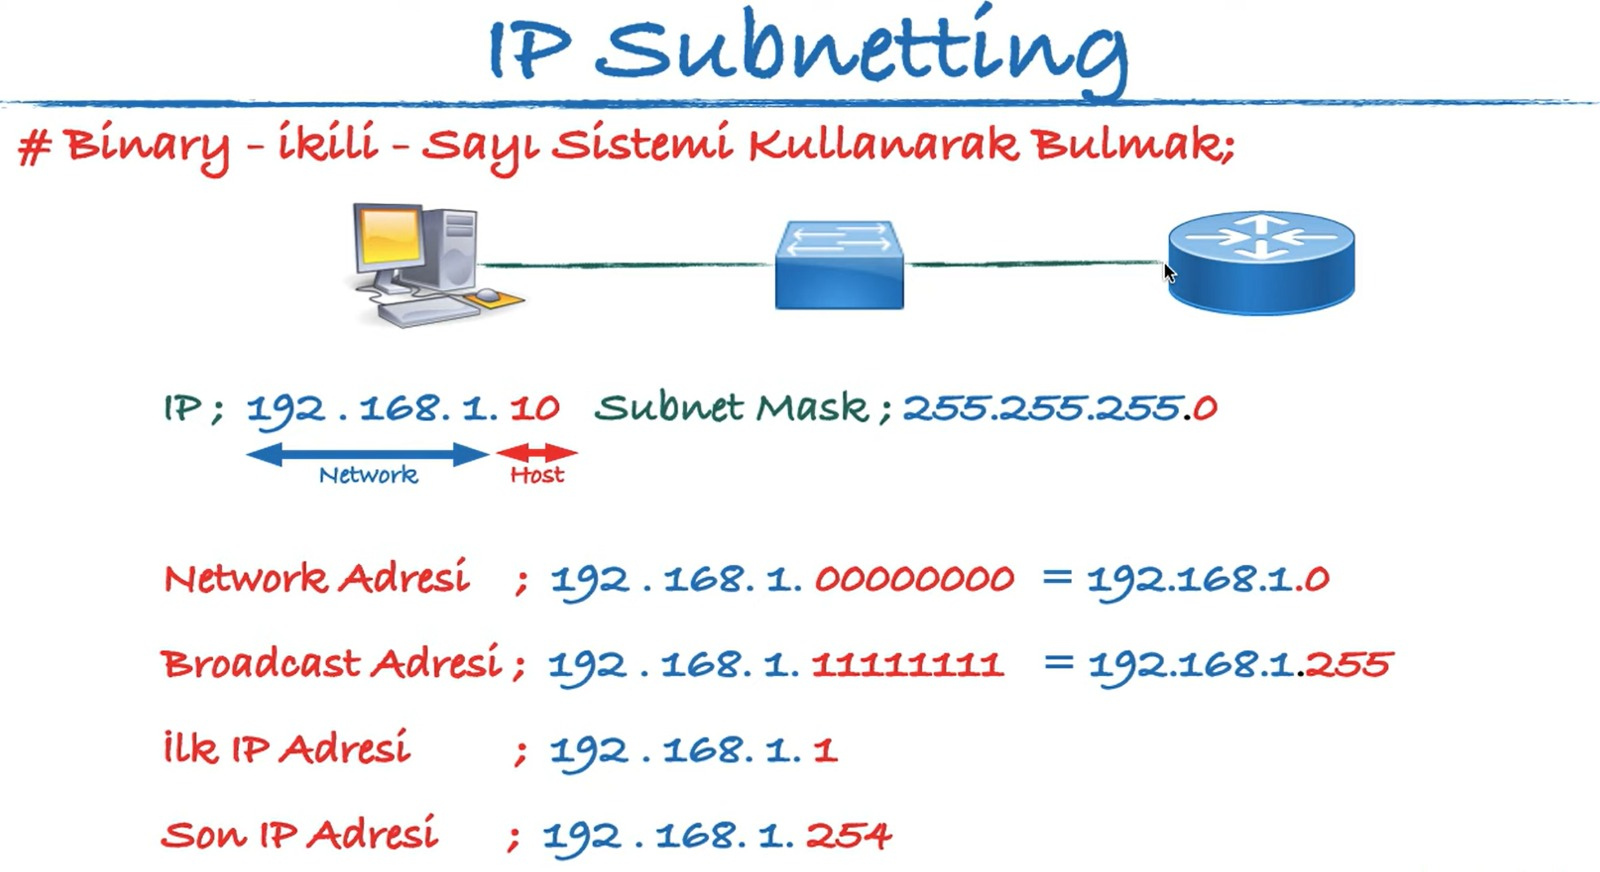 IP Subnetting
# Binary - ikili - Sayı Sistemi Kullanarak Bulmak;
IP ; 192 . 168. 1. 10 Subnet Mask ; 255.255.255.0
Network Host
Network Adresi ; 192 . 168. 1. 00000000 = 192.168.1.0
Broadcast Adresi ; 192 . 168. 1. 11111111 = 192.168.1.255
İlk IP Adresi ; 192 . 168. 1. 1
Son IP Adresi ; 192 . 168. 1. 254